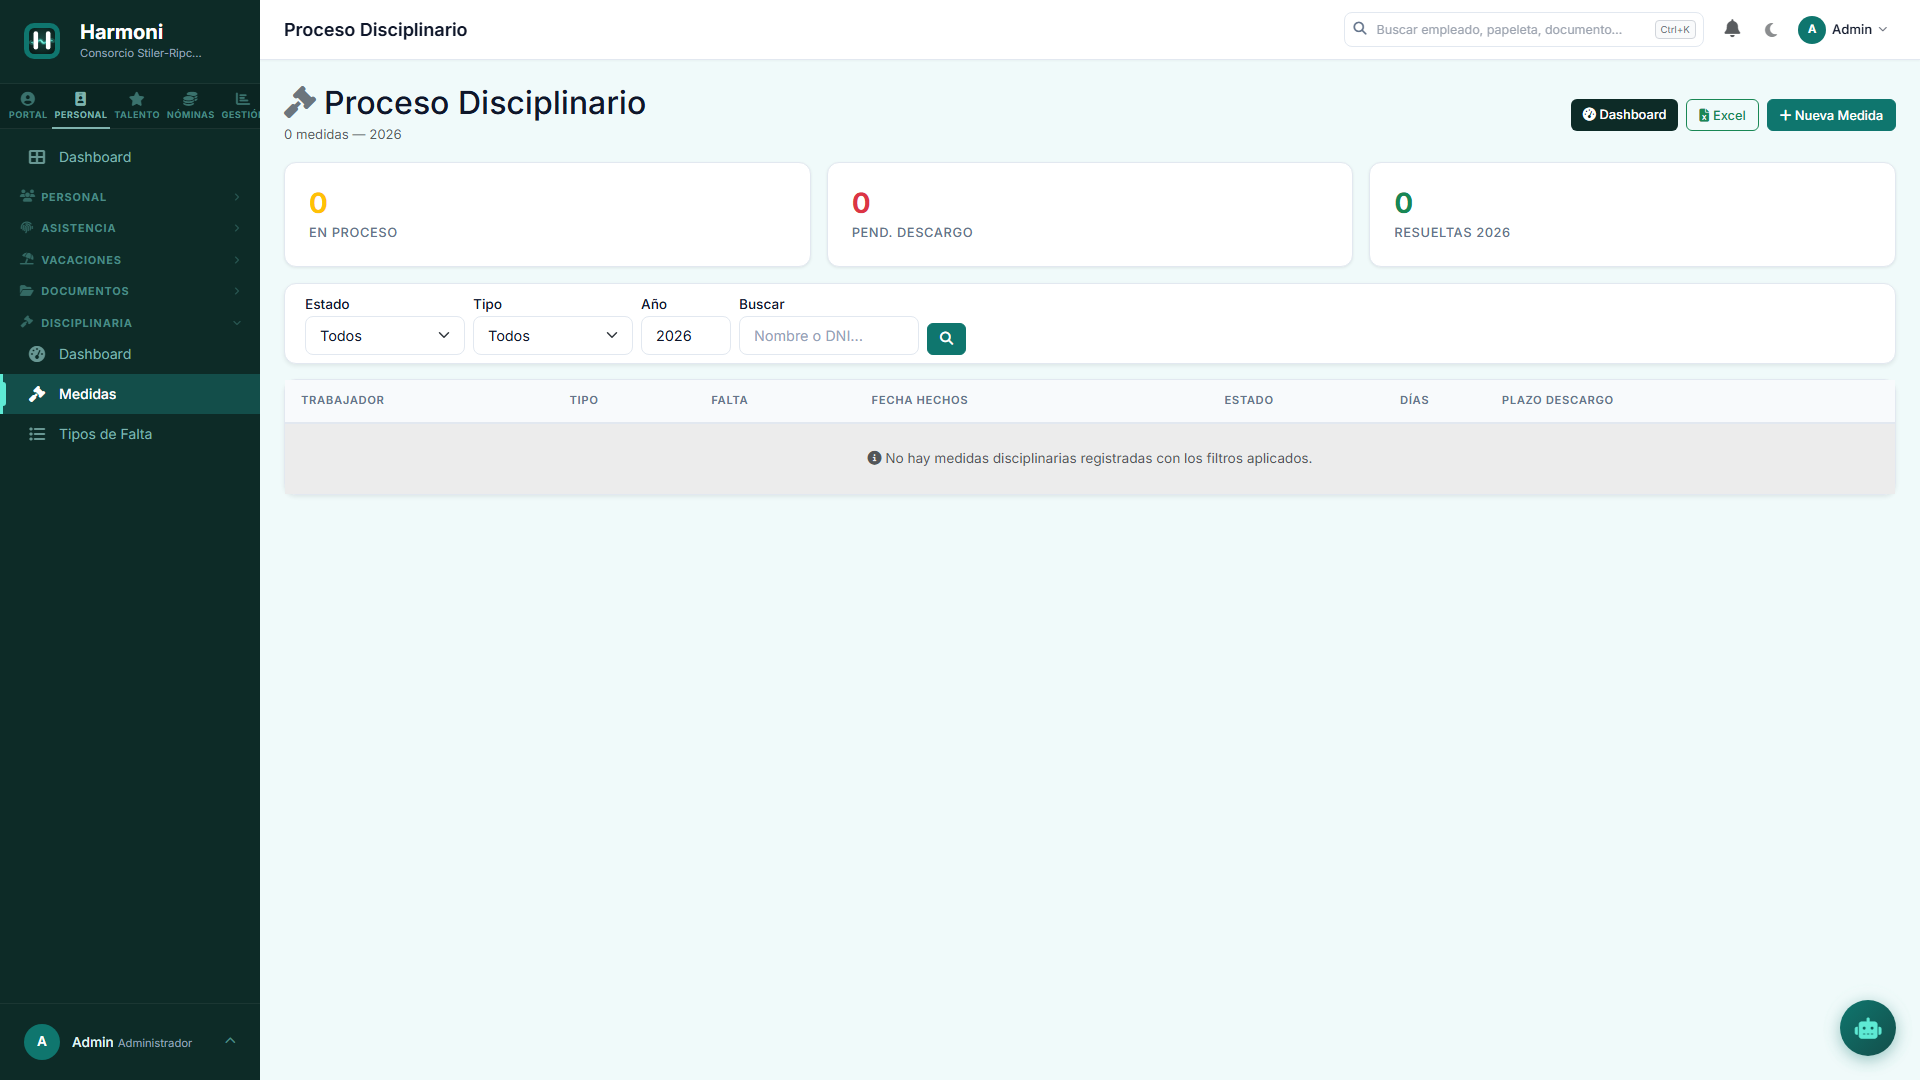 Harmoni
Consorcio Stiler-Ripc...
PORTAL PERSONAL TALENTO NÓMINAS GESTIÓ
Dashboard
PERSONAL
ASISTENCIA
VACACIONES
DOCUMENTOS
DISCIPLINARIA
Dashboard
Medidas
Tipos de Falta
A Admin Administrador
Proceso Disciplinario
Buscar empleado, papeleta, documento... Ctrl+K
A Admin
Proceso Disciplinario
0 medidas — 2026
Dashboard Excel + Nueva Medida
0
EN PROCESO
0
PEND. DESCARGO
0
RESUELTAS 2026
Estado Tipo Año Buscar
Todos Todos 2026 Nombre o DNI...
TRABAJADOR TIPO FALTA FECHA HECHOS ESTADO DÍAS PLAZO DESCARGO
No hay medidas disciplinarias registradas con los filtros aplicados.